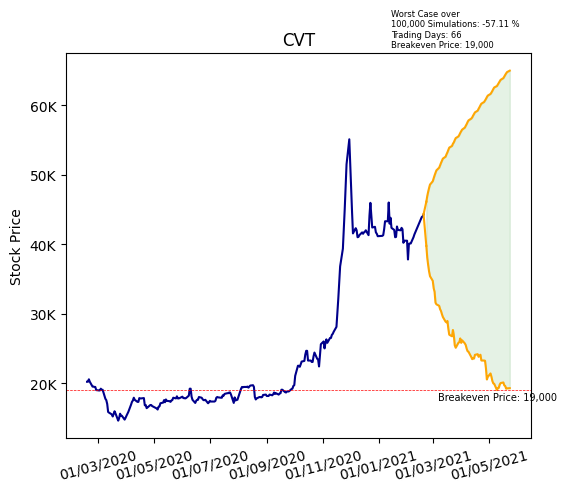 Worst Case over
100,000 Simulations: -57.11 %
Trading Days: 66
Breakeven Price: 19,000
CVT
Stock Price
60K
50K
40K
30K
20K
Breakeven Price: 19,000
01/03/2020
01/05/2020
01/07/2020
01/09/2020
01/11/2020
01/01/2021
01/03/2021
01/05/2021